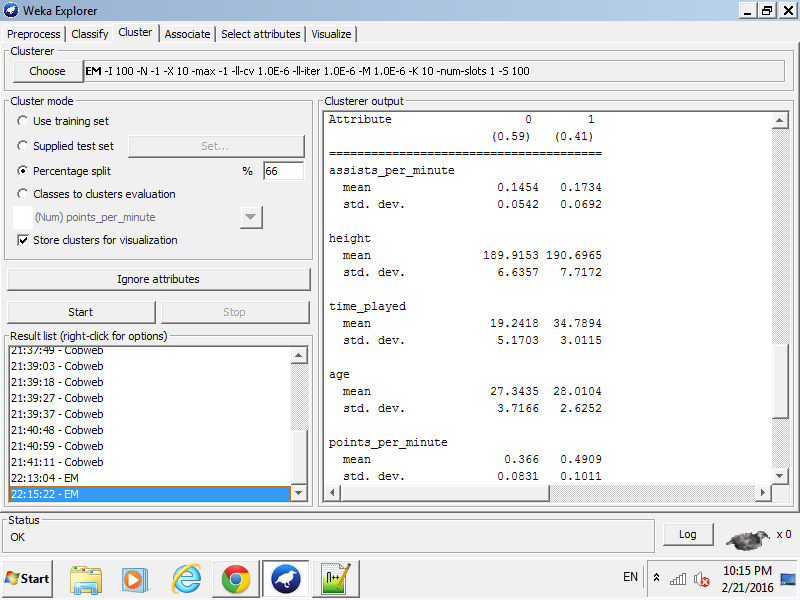 Weka Explorer
Preprocess Classify Cluster Associate Select attributes Visualize
Clusterer
Choose EM -I 100 -N -1 -X 10 -max -1 -ll-cv 1.0E-6 -ll-iter 1.0E-6 -M 1.0E-6 -K 10 -num-slots 1 -S 100
Cluster mode
Use training set
Supplied test set Set...
Percentage split % 66
Classes to clusters evaluation
(Num) points_per_minute
Store clusters for visualization
Ignore attributes
Start Stop
Result list (right-click for options)
21:37:49 - Cobweb
21:39:03 - Cobweb
21:39:18 - Cobweb
21:39:27 - Cobweb
21:39:37 - Cobweb
21:40:48 - Cobweb
21:40:59 - Cobweb
21:41:11 - Cobweb
22:13:04 - EM
22:15:22 - EM
Clusterer output
Attribute 0 1
(0.59) (0.41)
=======================================
assists_per_minute
mean 0.1454 0.1734
std. dev. 0.0542 0.0692
height
mean 189.9153 190.6965
std. dev. 6.6357 7.7172
time_played
mean 19.2418 34.7894
std. dev. 5.1703 3.0115
age
mean 27.3435 28.0104
std. dev. 3.7166 2.6252
points_per_minute
mean 0.366 0.4909
std. dev. 0.0831 0.1011
Status
OK
Log x 0
Start
n++
EN
10:15 PM
2/21/2016